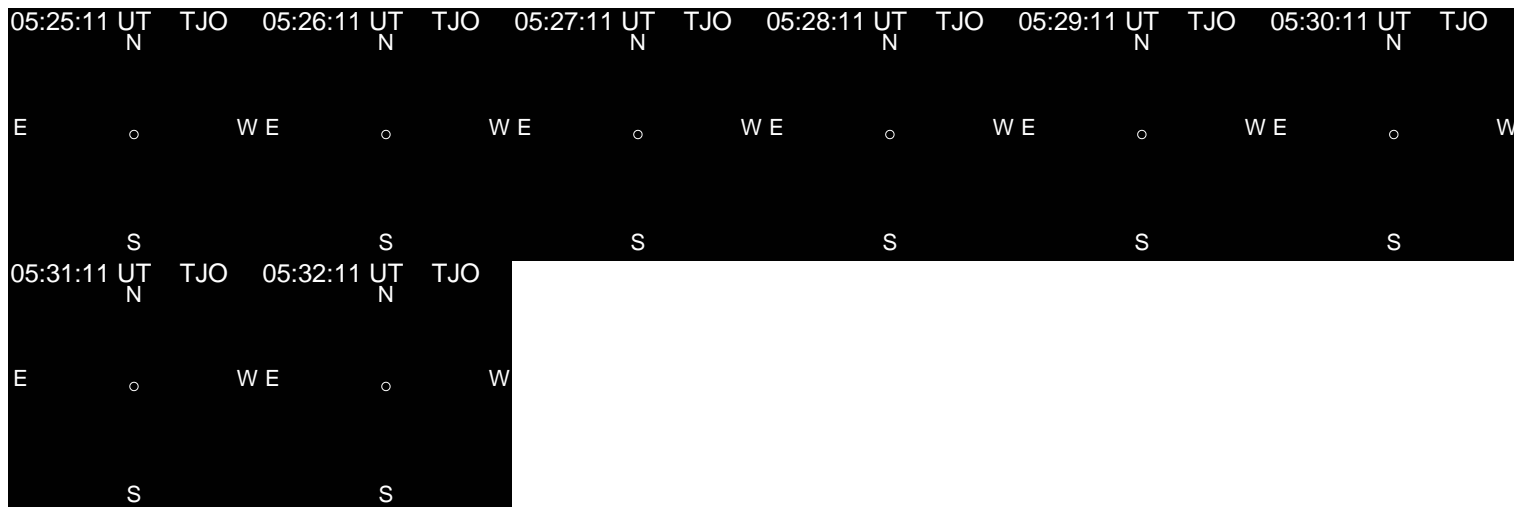 05:25:11 UT TJO 05:26:11 UT TJO 05:27:11 UT TJO 05:28:11 UT TJO 05:29:11 UT TJO 05:30:11 UT TJO
N N N N N N
E W E W E W E W E W E W
S S S S S S
05:31:11 UT TJO 05:32:11 UT TJO
N N
E W E W
S S